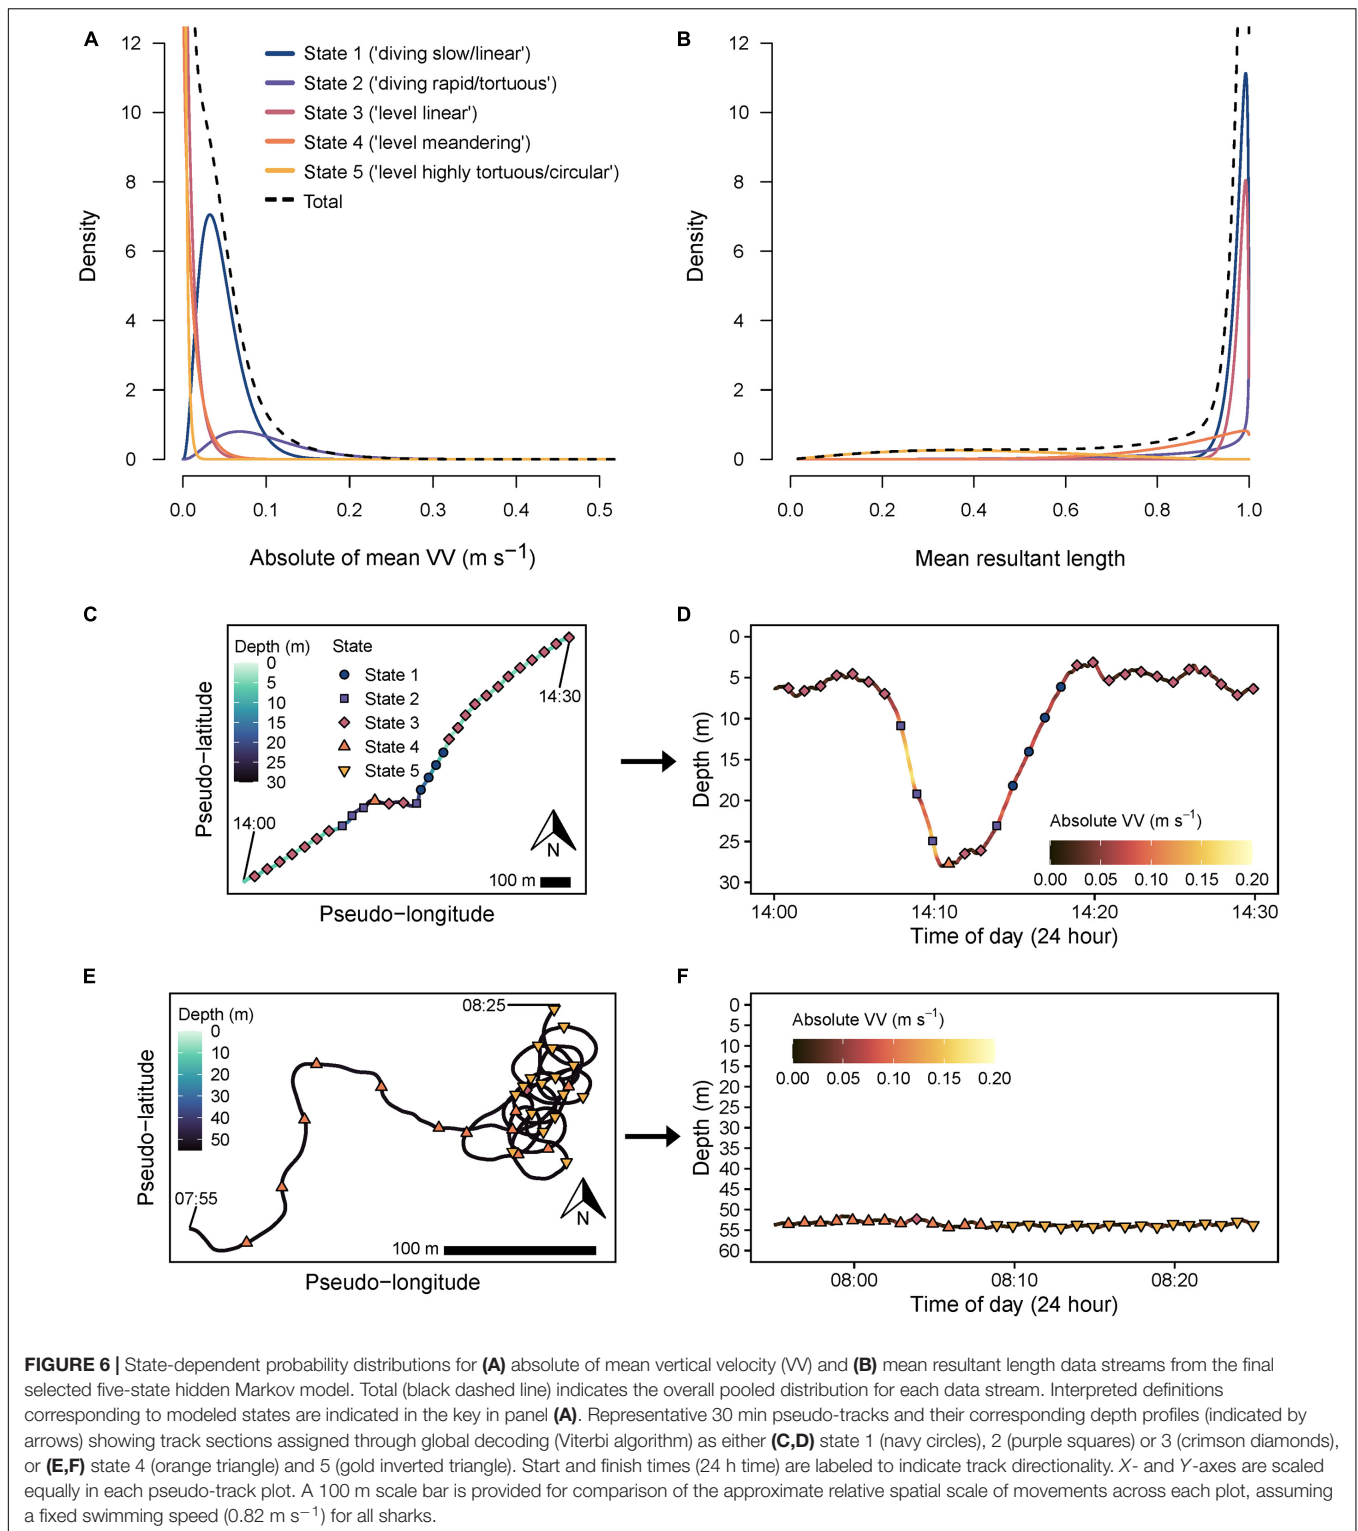 A
B
12
10
8
6
4
2
0
Density
0.0 0.1 0.2 0.3 0.4 0.5
Absolute of mean VV (m s−1)
State 1 ('diving slow/linear')
State 2 ('diving rapid/tortuous')
State 3 ('level linear')
State 4 ('level meandering')
State 5 ('level highly tortuous/circular')
Total
12
10
8
6
4
2
0
Density
0.0 0.2 0.4 0.6 0.8 1.0
Mean resultant length
C
Depth (m)
0
5
10
15
20
25
30
State
State 1
State 2
State 3
State 4
State 5
14:30
14:00
N
100 m
Pseudo−latitude
Pseudo−longitude
D
0
5
10
15
20
25
30
Depth (m)
Absolute VV (m s−1)
0.00 0.05 0.10 0.15 0.20
14:00 14:10 14:20 14:30
Time of day (24 hour)
E
Depth (m)
0
10
20
30
40
50
08:25
07:55
N
100 m
Pseudo−latitude
Pseudo−longitude
F
0
5
10
15
20
25
30
35
40
45
50
55
60
Depth (m)
Absolute VV (m s−1)
0.00 0.05 0.10 0.15 0.20
08:00 08:10 08:20
Time of day (24 hour)
FIGURE 6 | State-dependent probability distributions for (A) absolute of mean vertical velocity (VV) and (B) mean resultant length data streams from the final
selected five-state hidden Markov model. Total (black dashed line) indicates the overall pooled distribution for each data stream. Interpreted definitions
corresponding to modeled states are indicated in the key in panel (A). Representative 30 min pseudo-tracks and their corresponding depth profiles (indicated by
arrows) showing track sections assigned through global decoding (Viterbi algorithm) as either (C,D) state 1 (navy circles), 2 (purple squares) or 3 (crimson diamonds),
or (E,F) state 4 (orange triangle) and 5 (gold inverted triangle). Start and finish times (24 h time) are labeled to indicate track directionality. X- and Y-axes are scaled
equally in each pseudo-track plot. A 100 m scale bar is provided for comparison of the approximate relative spatial scale of movements across each plot, assuming
a fixed swimming speed (0.82 m s−1) for all sharks.